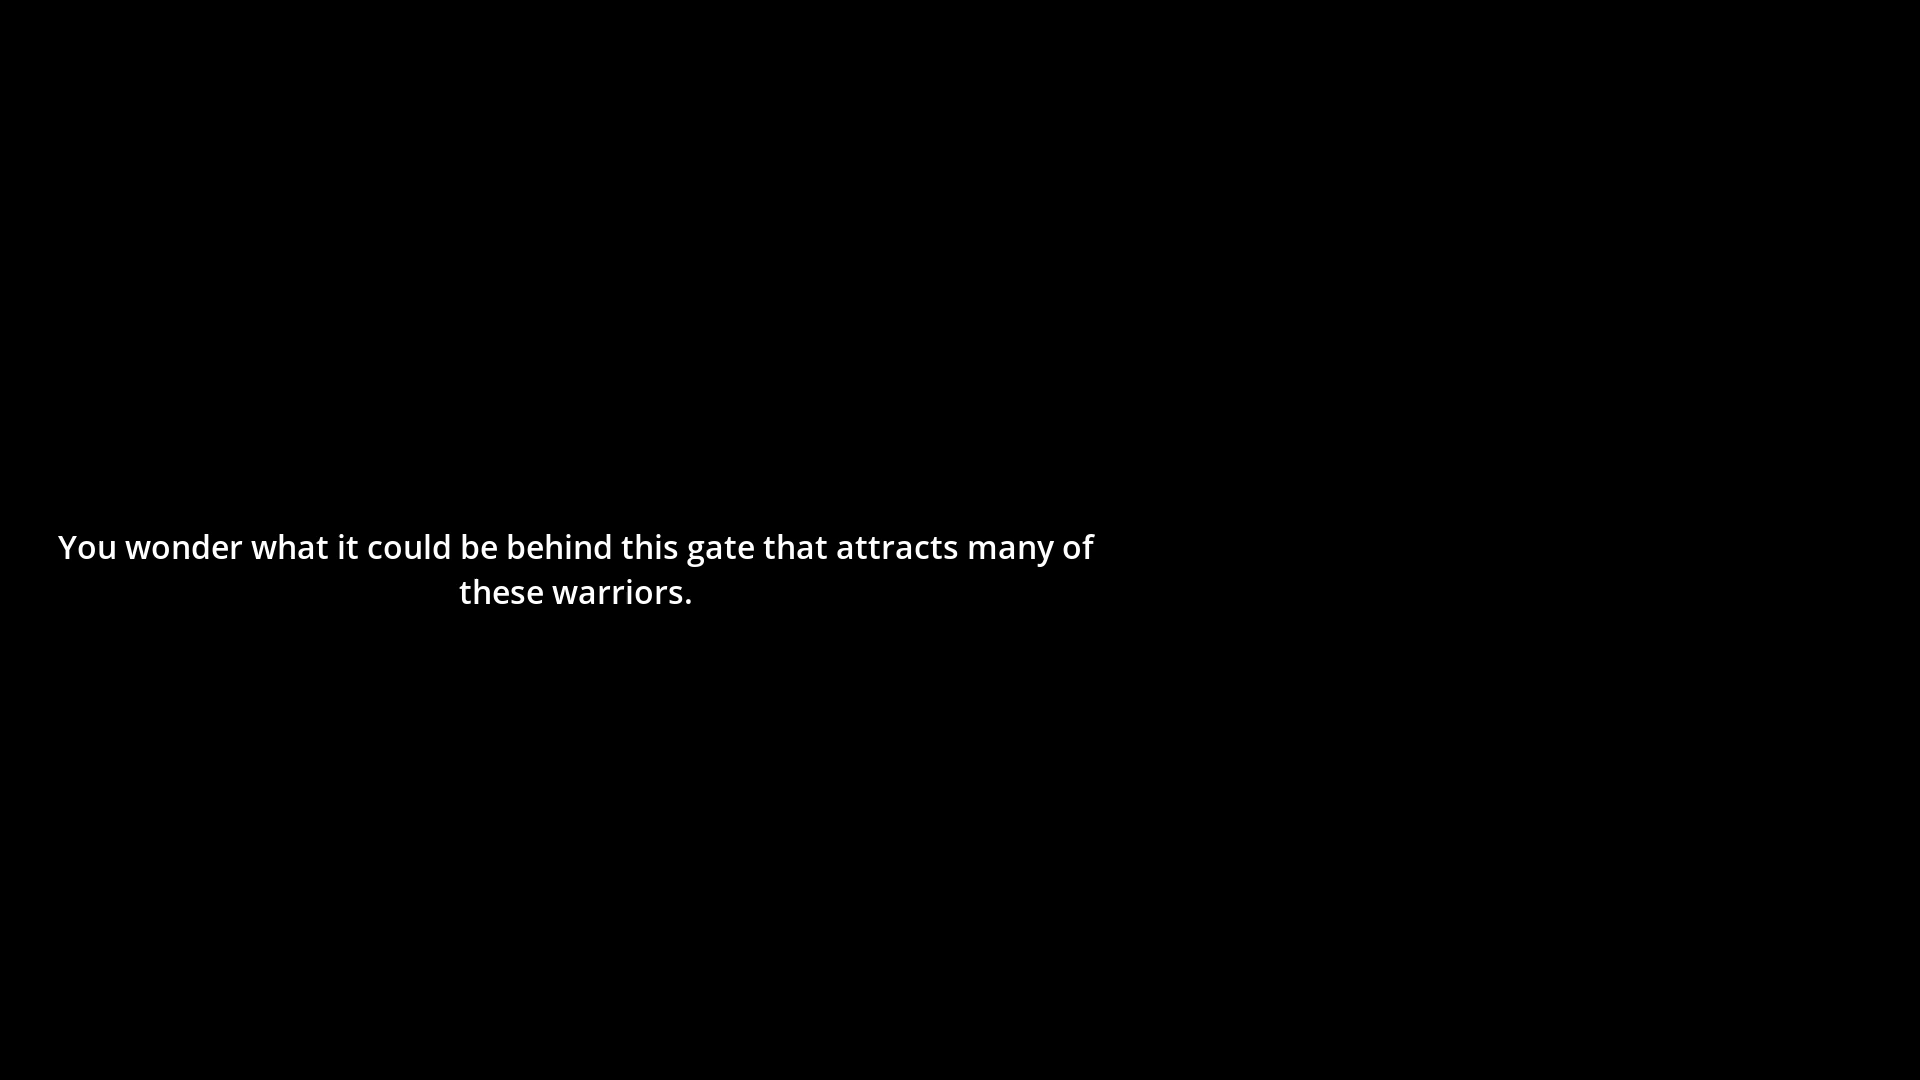 You wonder what it could be behind this gate that attracts many of
these warriors.